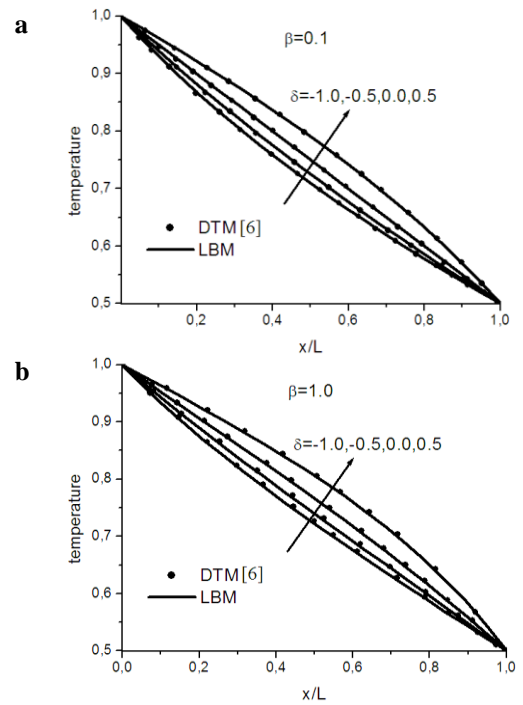 a
β=0.1
δ=-1.0,-0.5,0.0,0.5
temperature
1,0
0,9
0,8
0,7
0,6
0,5
DTM[6]
LBM
0,2 0,4 0,6 0,8 1,0
x/L
b
β=1.0
δ=-1.0,-0.5,0.0,0.5
temperature
1,0
0,9
0,8
0,7
0,6
0,5
DTM[6]
LBM
0,0 0,2 0,4 0,6 0,8 1,0
x/L